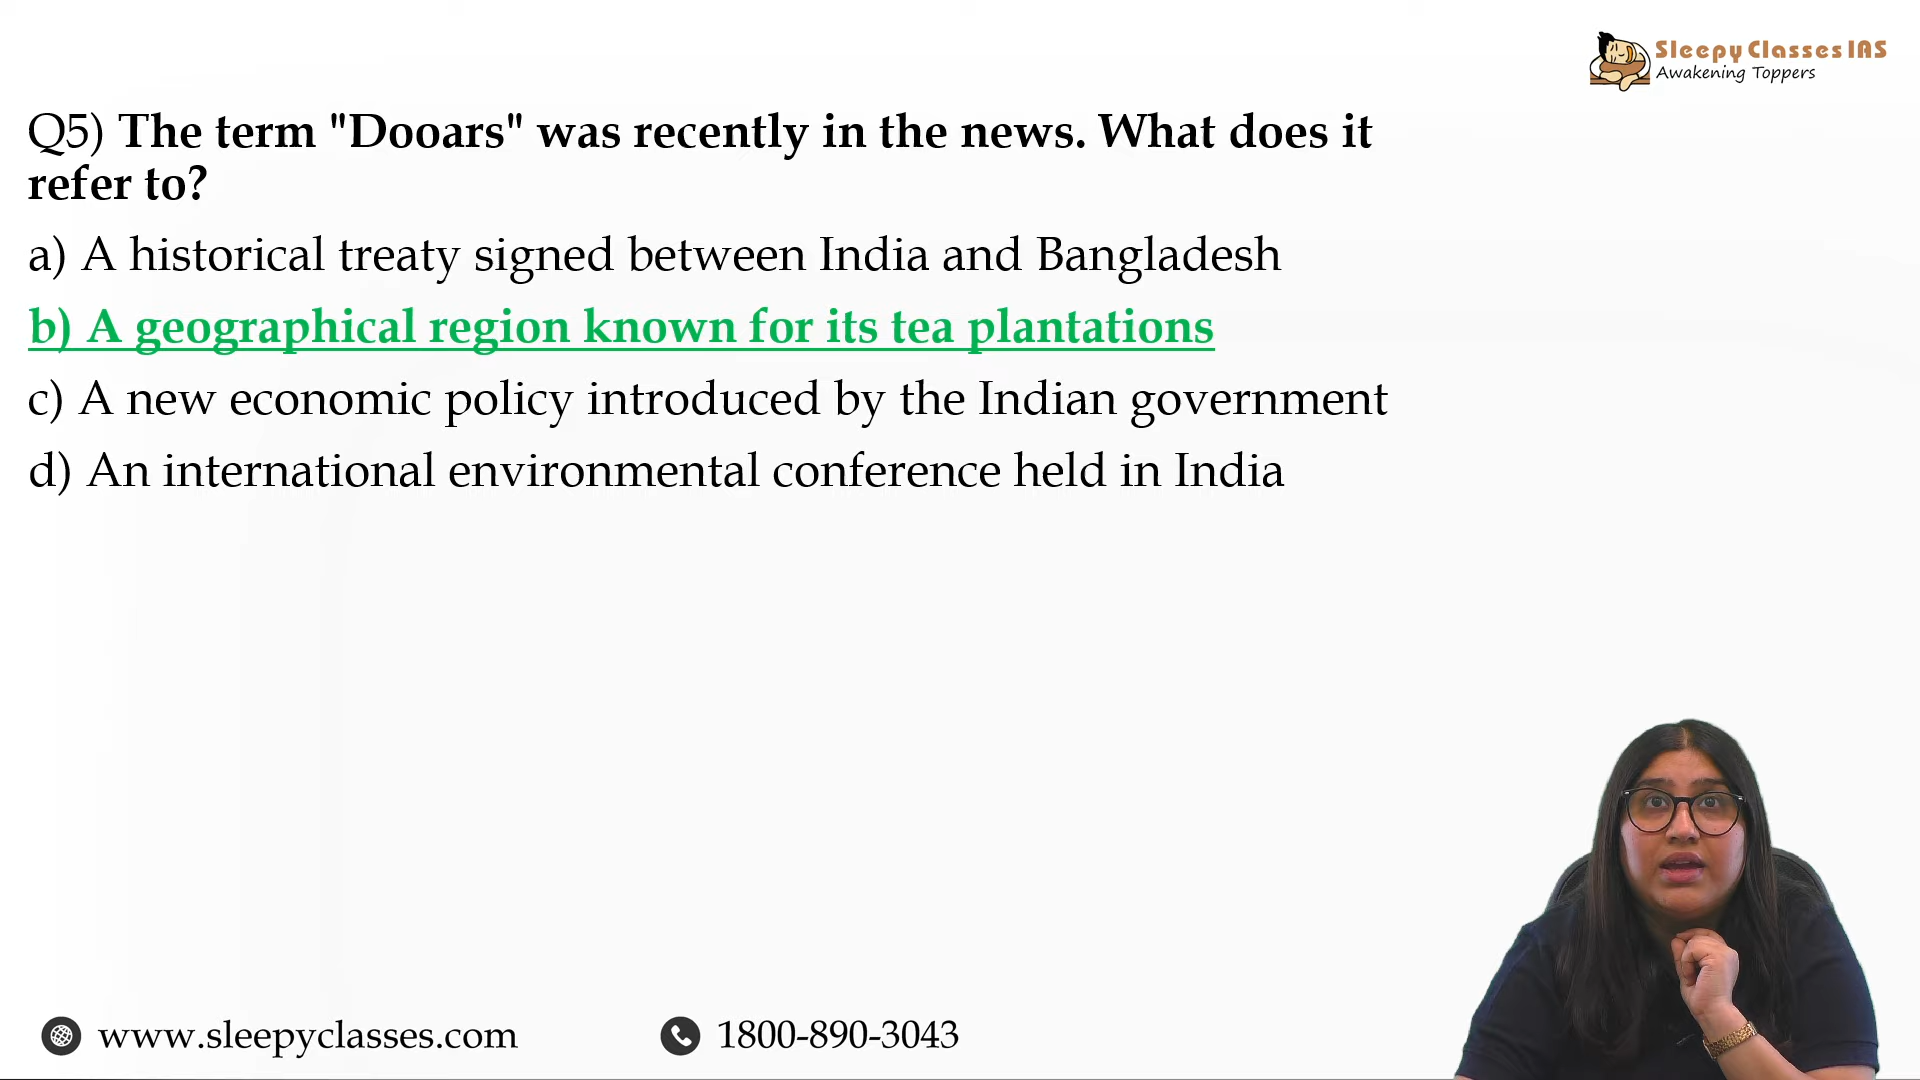 Sleepy Classes IAS
Awakening Toppers
Q5) The term "Dooars" was recently in the news. What does it
refer to?
a) A historical treaty signed between India and Bangladesh
b) A geographical region known for its tea plantations
c) A new economic policy introduced by the Indian government
d) An international environmental conference held in India
www.sleepyclasses.com
1800-890-3043